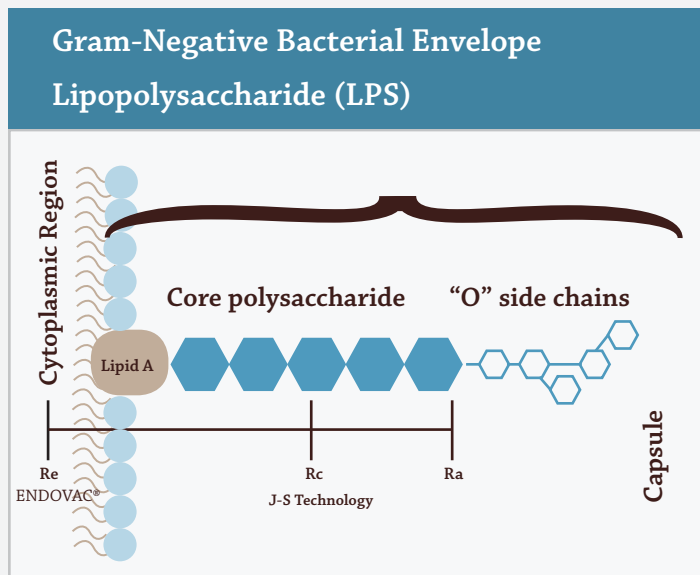 Gram-Negative Bacterial Envelope
Lipopolysaccharide (LPS)
Cytoplasmic Region
Core polysaccharide
“O” side chains
Lipid A
Capsule
Re
Rc
Ra
ENDOVAC®
J-S Technology